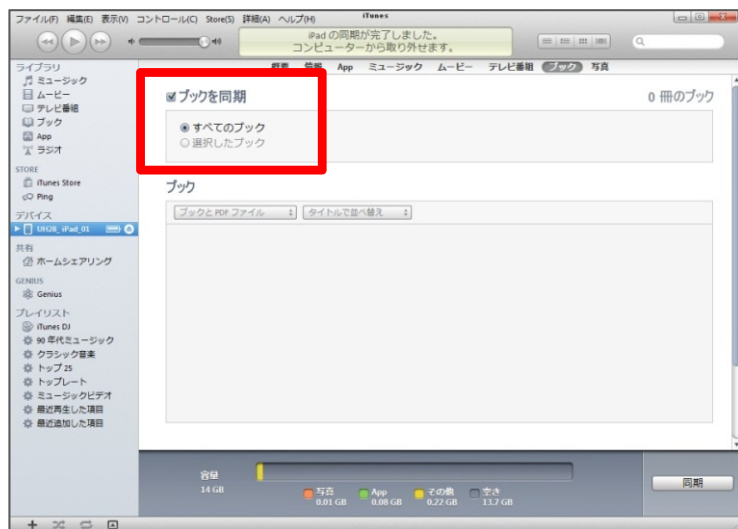 ファイル(F) 編集(E) 表示(V) コントロール(C) Store(S) 詳細(A) ヘルプ(H)
iTunes
iPad の同期が完了しました。
コンピューターから取り外せます。
概要 情報 App ミュージック ムービー テレビ番組 ブック 写真
ライブラリ
ミュージック
ムービー
テレビ番組
ブック
App
ラジオ
STORE
iTunes Store
Ping
デバイス
UH28_iPad_01
共有
ホームシェアリング
GENIUS
Genius
プレイリスト
iTunes DJ
90 年代ミュージック
クラシック音楽
トップ 25
トップレート
ミュージックビデオ
最近再生した項目
最近追加した項目
ブックを同期
0 冊のブック
すべてのブック
選択したブック
ブック
ブックと PDF ファイル
タイトルで並べ替え
容量
14 GB
写真
0.01 GB
App
0.08 GB
その他
0.22 GB
空き
13.7 GB
同期